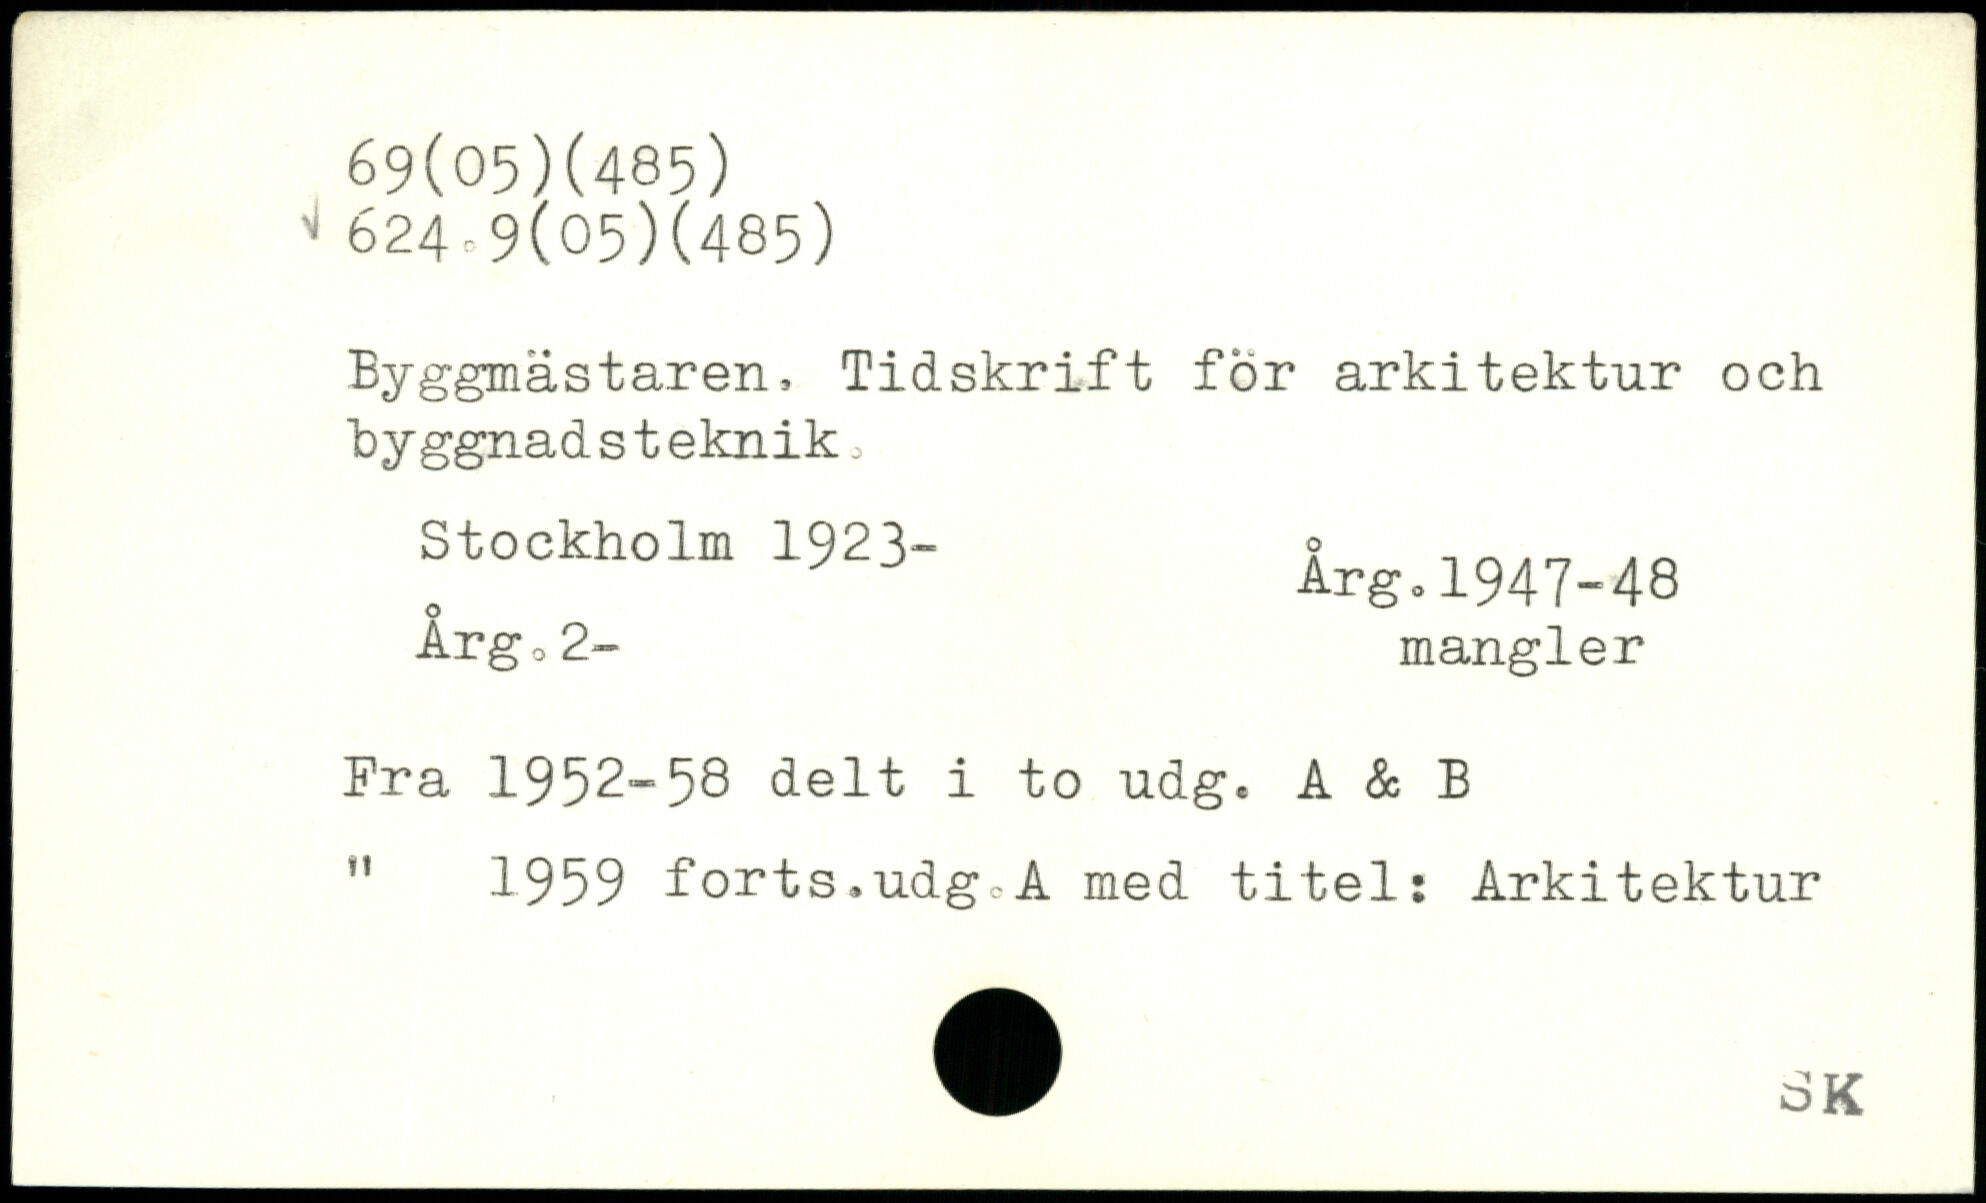 69(05)(485)
√ 624.9(05)(485)
Byggmästaren. Tidskrift för arkitektur och
byggnadsteknik.
Stockholm 1923-
Årg.1947-48
mangler
Årg.2-
Fra 1952-58 delt i to udg. A & B
" 1959 forts.udg.A med titel: Arkitektur
SK